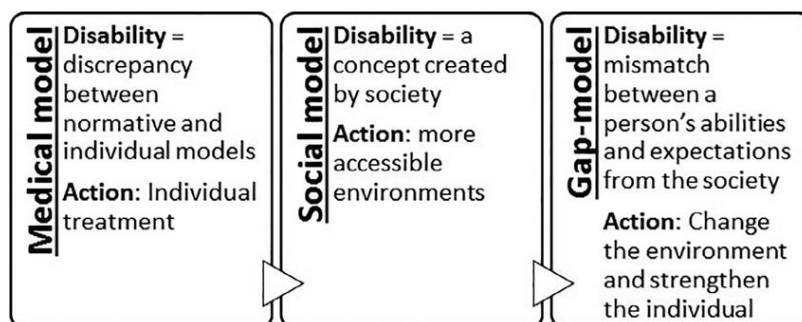 Medical model
Disability =
discrepancy
between
normative and
individual models
Action: Individual
treatment
Social model
Disability = a
concept created
by society
Action: more
accessible
environments
Gap-model
Disability =
mismatch
between a
person's abilities
and expectations
from the society
Action: Change
the environment
and strengthen
the individual